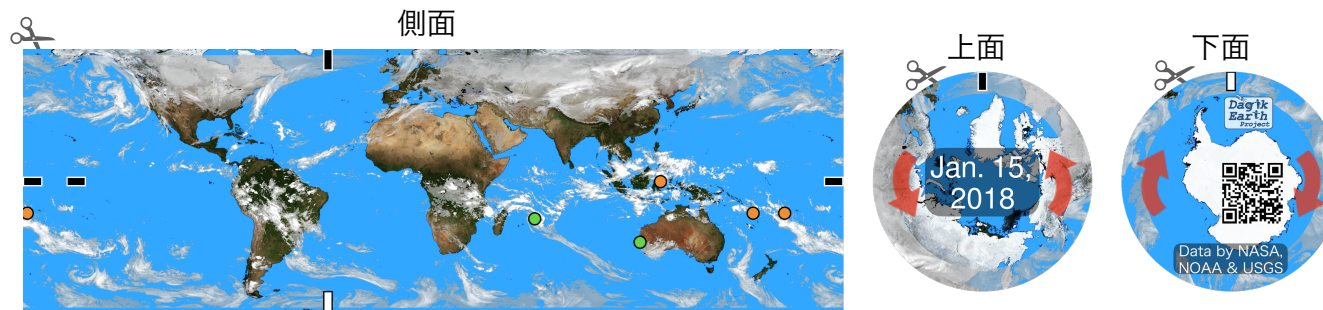 側面
上面
下面
Jan. 15,
2018
Dagik
Earth
Project
Data by NASA,
NOAA & USGS